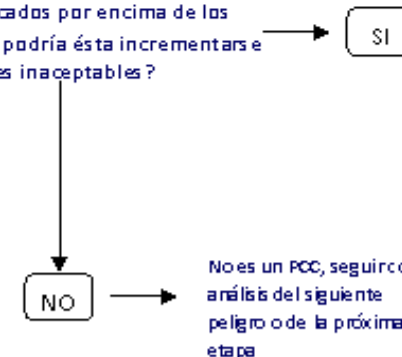 cados por encima de los
podría ésta incrementarse
es inaceptables?
SI
NO
No es un PCC, seguir co
análisis del siguiente
peligro o de la próxima
etapa